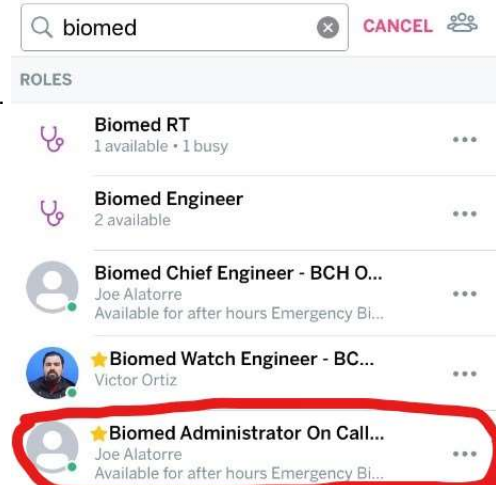 biomed
CANCEL
ROLES
Biomed RT
1 available • 1 busy
Biomed Engineer
2 available
Biomed Chief Engineer - BCH O...
Joe Alatorre
Available for after hours Emergency Bi...
Biomed Watch Engineer - BC...
Victor Ortiz
Biomed Administrator On Call...
Joe Alatorre
Available for after hours Emergency Bi...